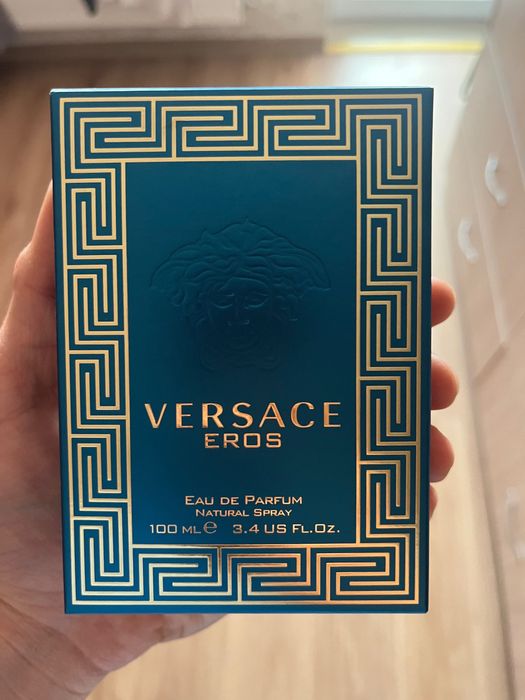 VERSACE
EROS
EAU DE PARFUM
NATURAL SPRAY
100 ML ℮ 3.4 US FL.OZ.